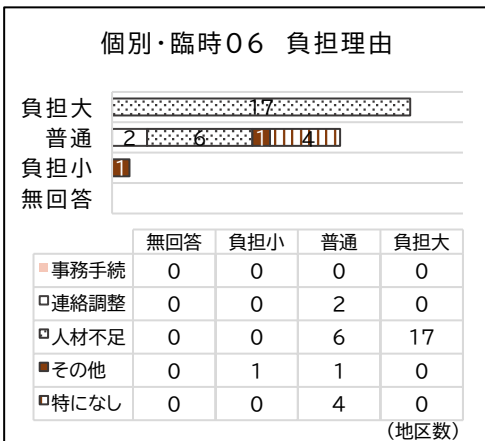 個別・臨時06 負担理由
負担大 17
普通 2 6 1 4
負担小 1
無回答
無回答 負担小 普通 負担大
事務手続 0 0 0 0
連絡調整 0 0 2 0
人材不足 0 0 6 17
その他 0 1 1 0
特になし 0 0 4 0
(地区数)